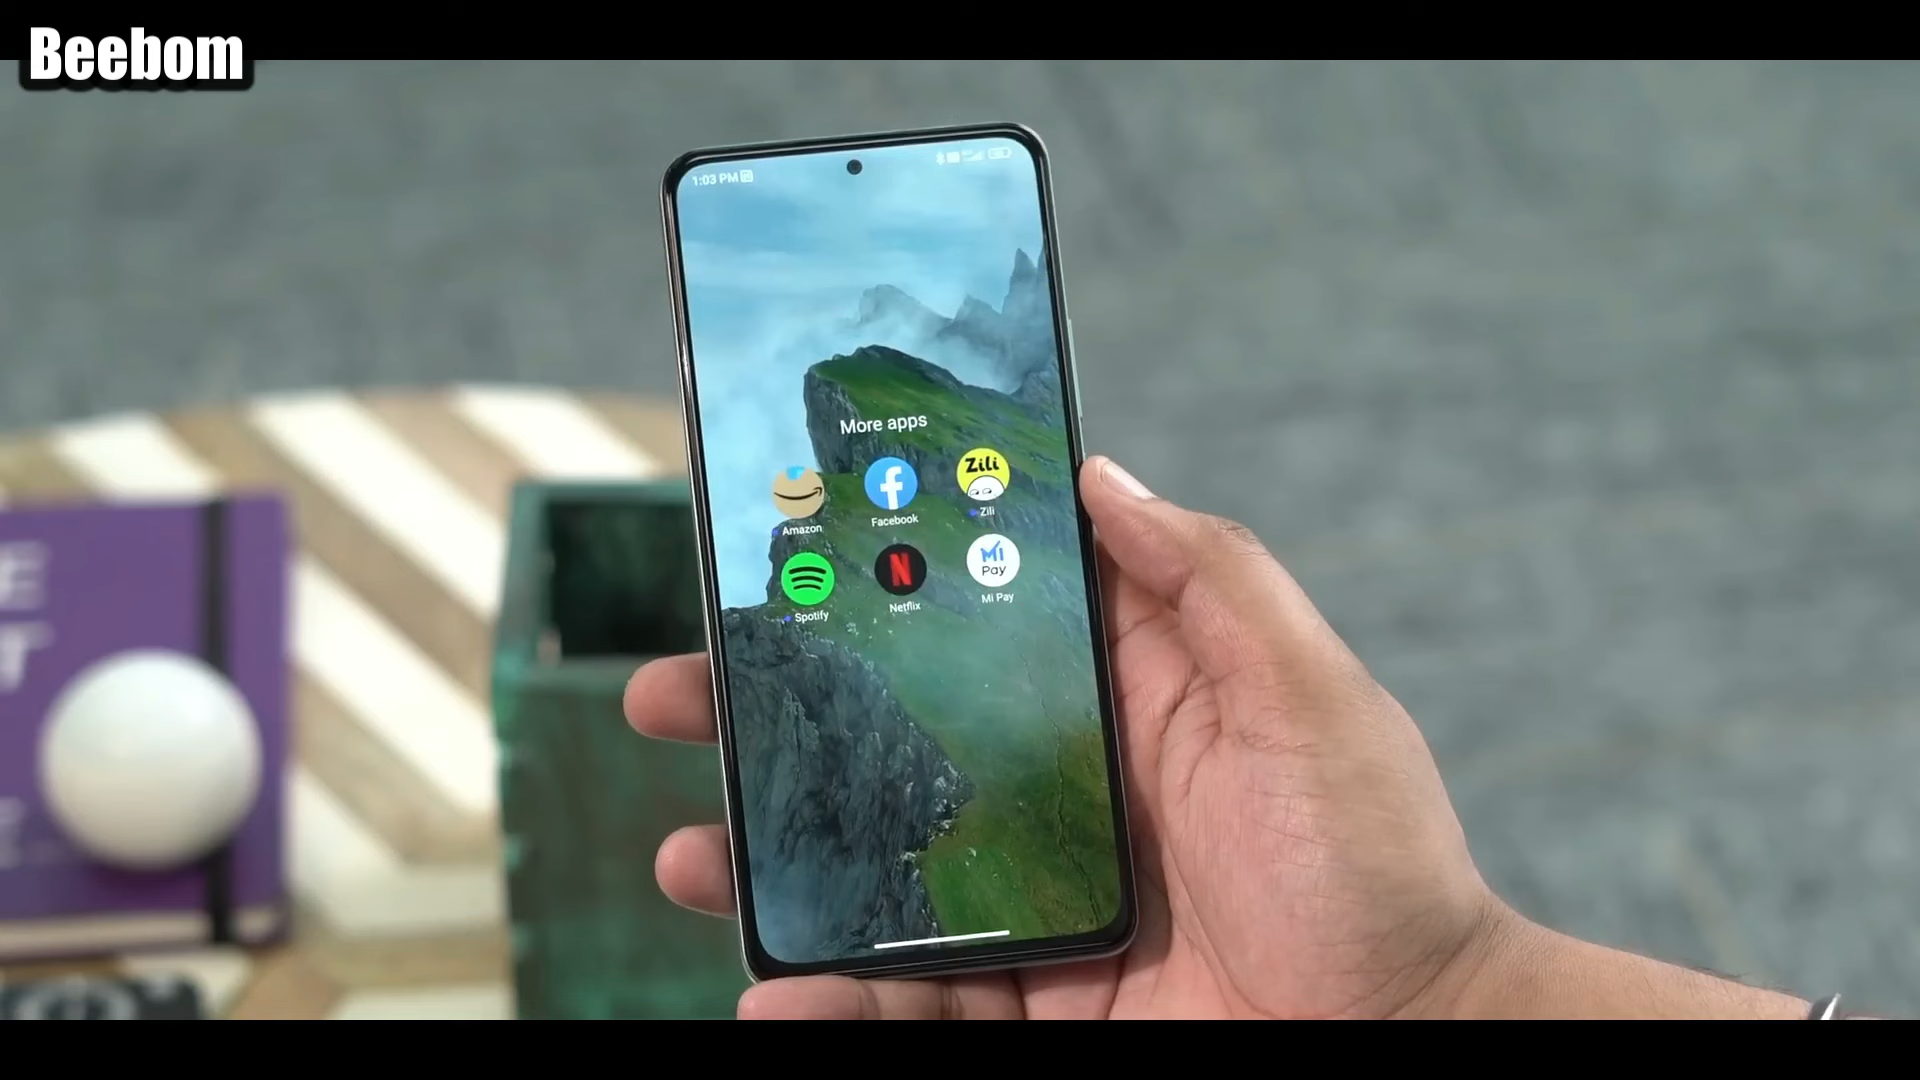 Beebom
1:03 PM
More apps
Zili
Amazon
Facebook
Zili
Mi
Pay
N
Spotify
Netflix
Mi Pay